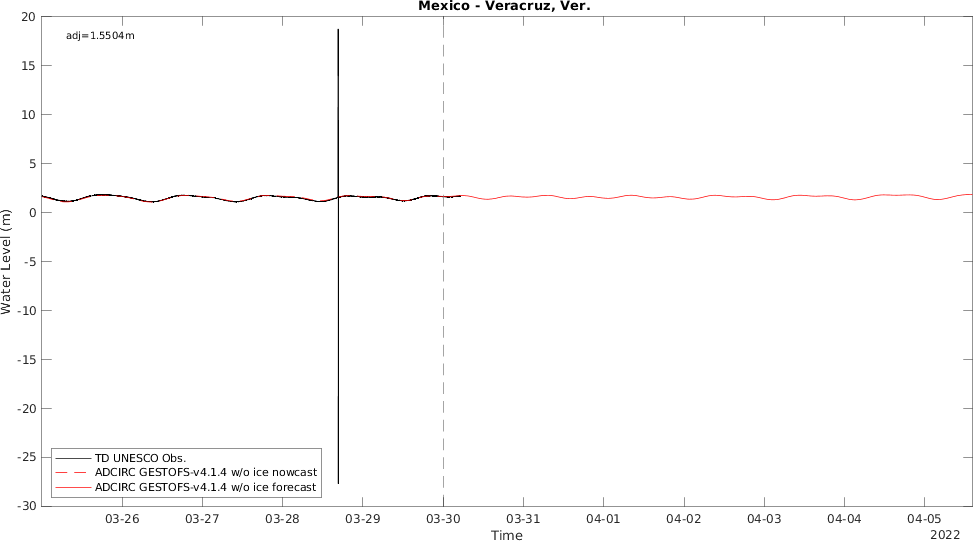 Mexico - Veracruz, Ver.
adj=1.5504m
20
15
10
5
0
-5
-10
-15
-20
-25
-30
Water Level (m)
TD UNESCO Obs.
ADCIRC GESTOFS-v4.1.4 w/o ice nowcast
ADCIRC GESTOFS-v4.1.4 w/o ice forecast
03-26 03-27 03-28 03-29 03-30 03-31 04-01 04-02 04-03 04-04 04-05
Time
2022